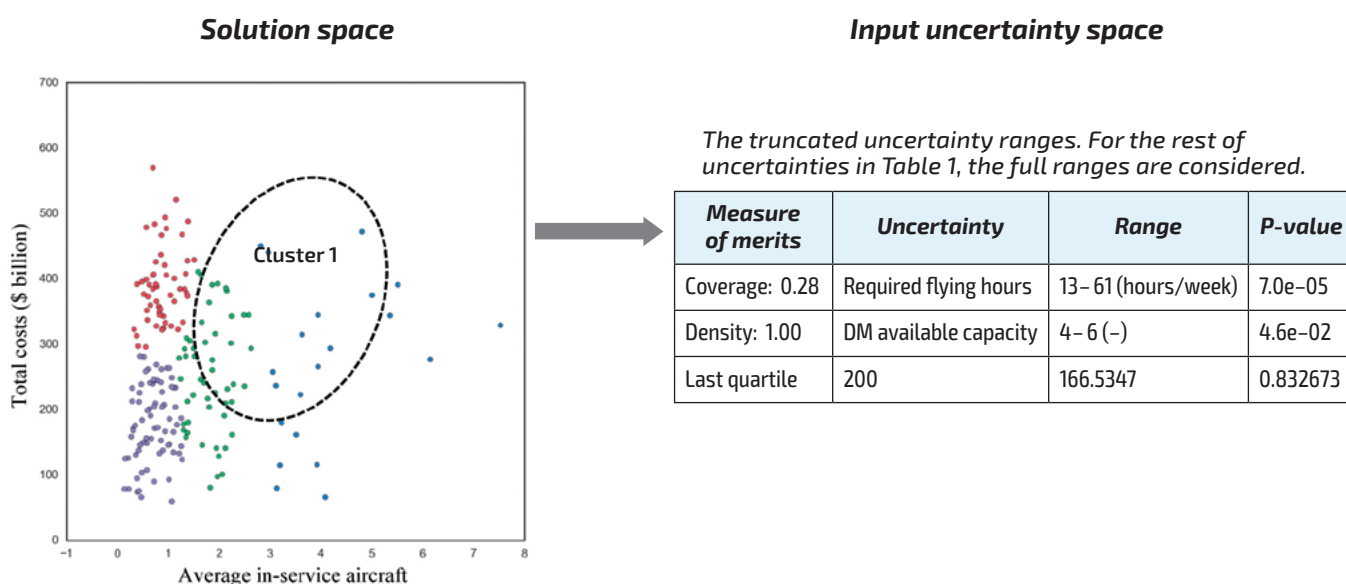 Solution space
Input uncertainty space
700
600
500
400
300
200
100
0
Total costs ($ billion)
Cluster 1
−1 0 1 2 3 4 5 6 7 8
Average in-service aircraft
The truncated uncertainty ranges. For the rest of
uncertainties in Table 1, the full ranges are considered.
Measure of merits Uncertainty Range P-value
Coverage: 0.28 Required flying hours 13–61 (hours/week) 7.0e–05
Density: 1.00 DM available capacity 4–6 (–) 4.6e–02
Last quartile 200 166.5347 0.832673